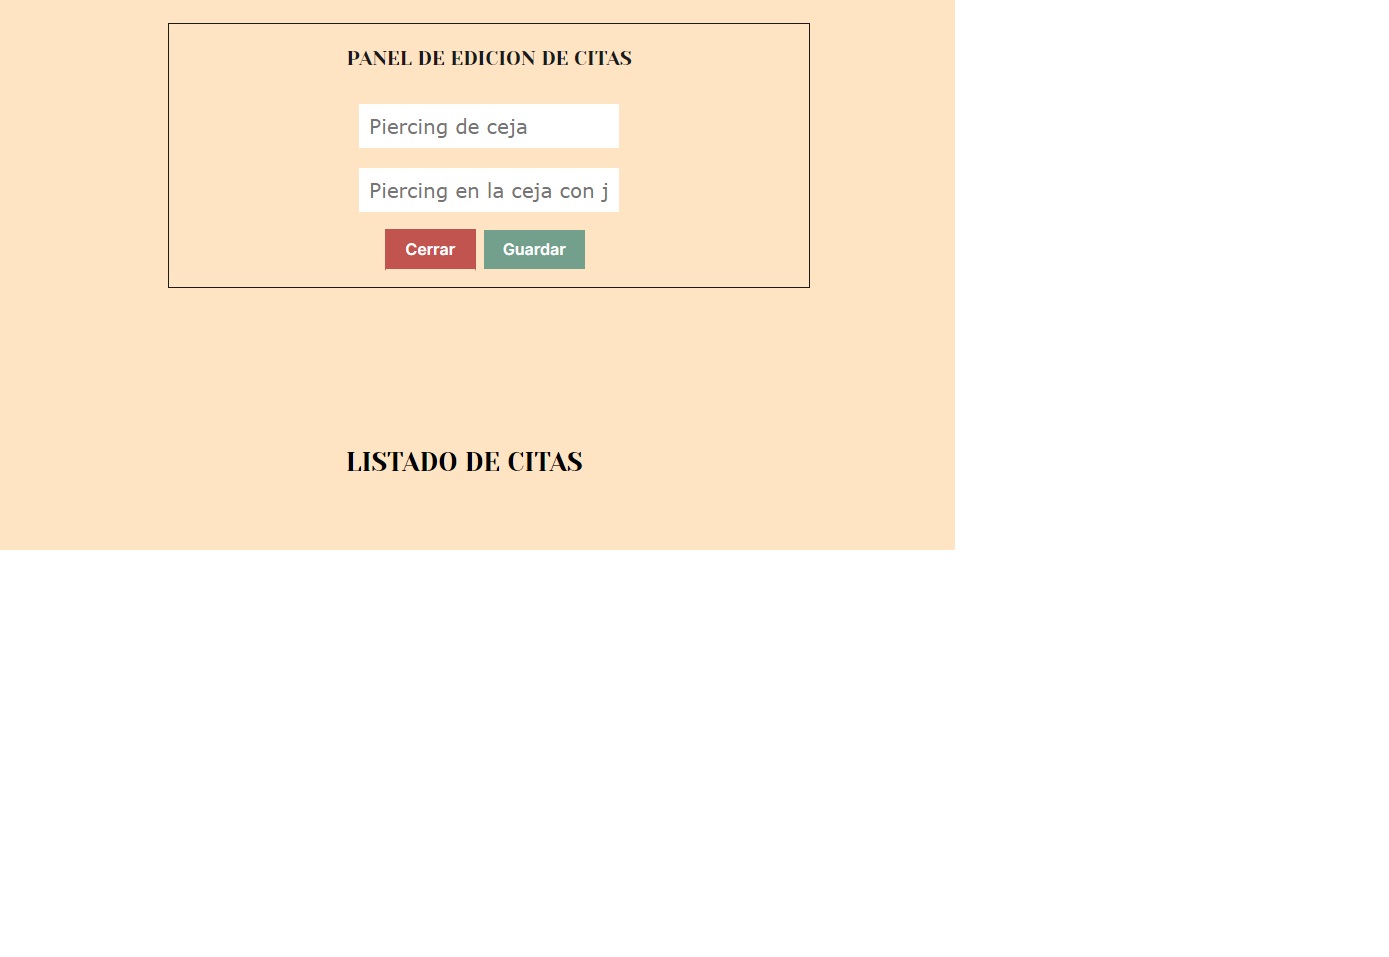 PANEL DE EDICION DE CITAS
Piercing de ceja
Piercing en la ceja con j
Cerrar Guardar
LISTADO DE CITAS